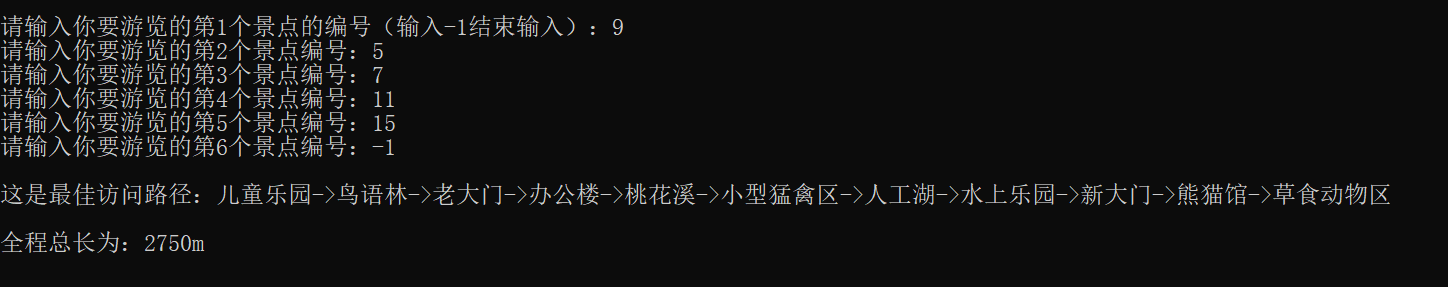 请输入你要游览的第1个景点的编号（输入-1结束输入）：9
请输入你要游览的第2个景点编号：5
请输入你要游览的第3个景点编号：7
请输入你要游览的第4个景点编号：11
请输入你要游览的第5个景点编号：15
请输入你要游览的第6个景点编号：-1
这是最佳访问路径：儿童乐园->鸟语林->老大门->办公楼->桃花溪->小型猛禽区->人工湖->水上乐园->新大门->熊猫馆->草食动物区
全程总长为：2750m